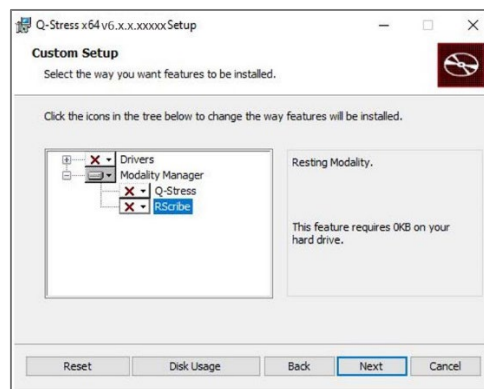 Q-Stress x64 v6.x.x.xxxxx Setup
Custom Setup
Select the way you want features to be installed.
Click the icons in the tree below to change the way features will be installed.
Drivers
Modality Manager
Q-Stress
RScribe
Resting Modality.
This feature requires 0KB on your
hard drive.
Reset
Disk Usage
Back
Next
Cancel